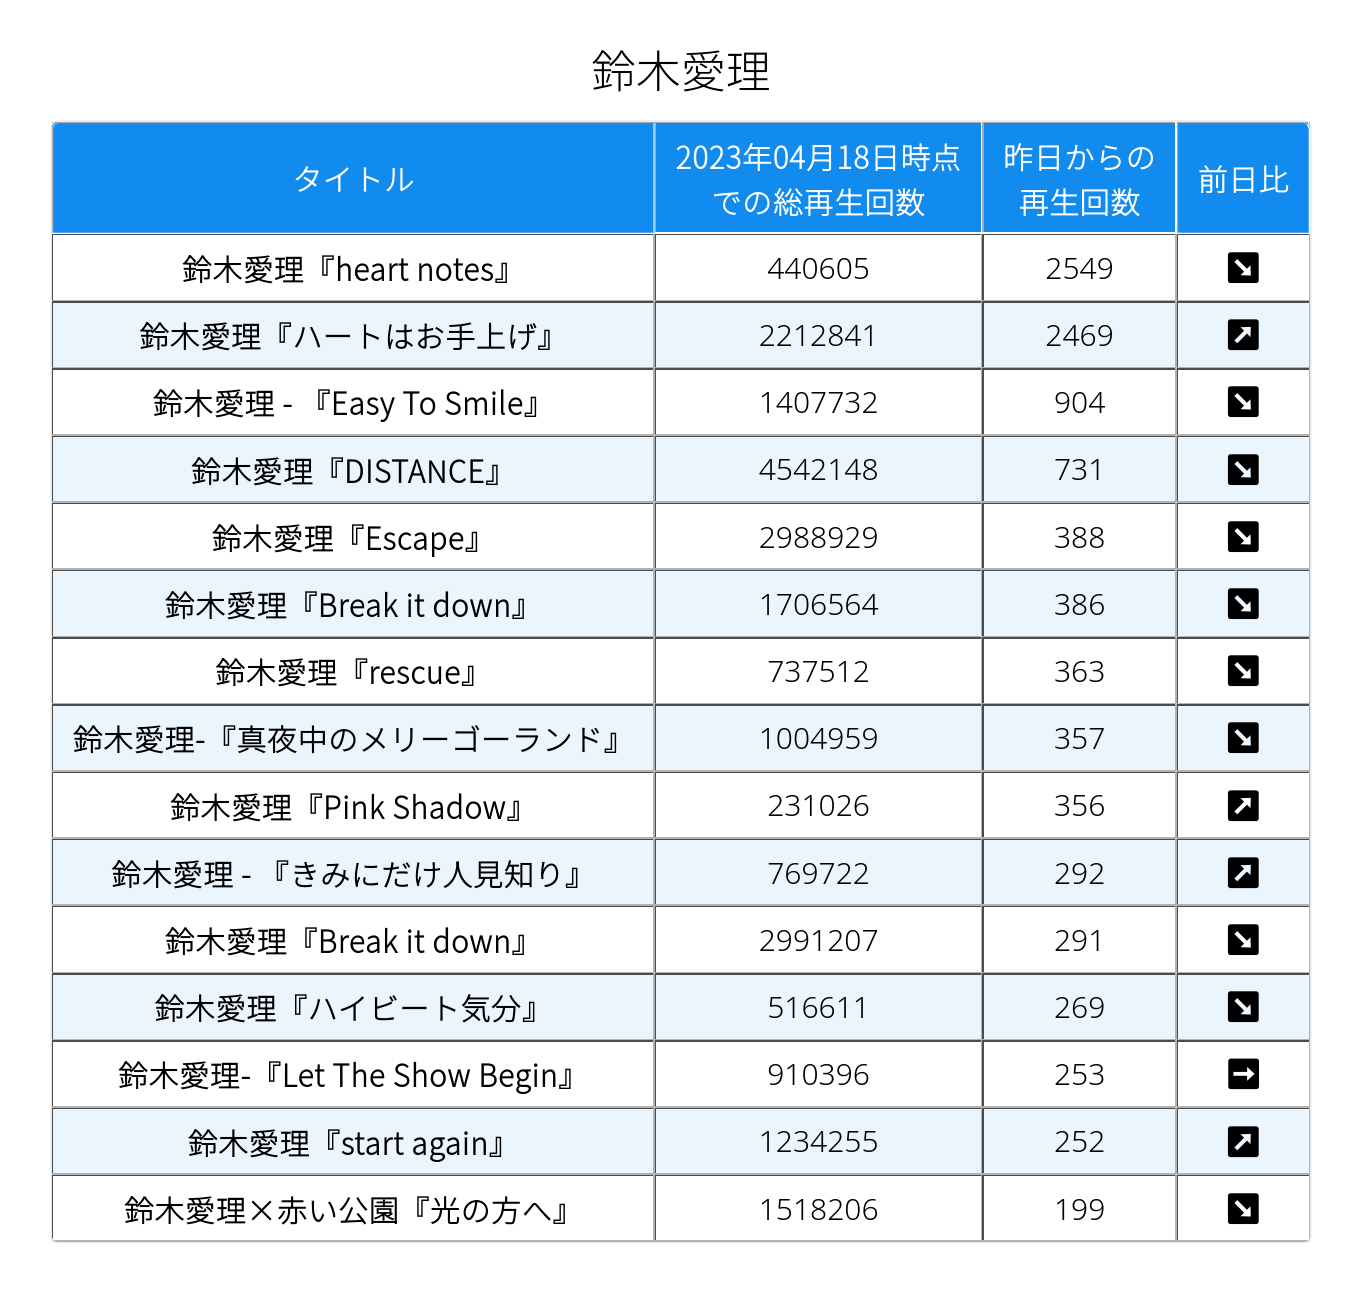 鈴木愛理
タイトル 2023年04月18日時点での総再生回数 昨日からの再生回数 前日比
鈴木愛理『heart notes』 440605 2549 ↘
鈴木愛理『ハートはお手上げ』 2212841 2469 ↗
鈴木愛理 - 『Easy To Smile』 1407732 904 ↘
鈴木愛理『DISTANCE』 4542148 731 ↘
鈴木愛理『Escape』 2988929 388 ↘
鈴木愛理『Break it down』 1706564 386 ↘
鈴木愛理『rescue』 737512 363 ↘
鈴木愛理-『真夜中のメリーゴーランド』 1004959 357 ↘
鈴木愛理『Pink Shadow』 231026 356 ↗
鈴木愛理 - 『きみにだけ人見知り』 769722 292 ↗
鈴木愛理『Break it down』 2991207 291 ↘
鈴木愛理『ハイビート気分』 516611 269 ↘
鈴木愛理-『Let The Show Begin』 910396 253 →
鈴木愛理『start again』 1234255 252 ↗
鈴木愛理×赤い公園『光の方へ』 1518206 199 ↘